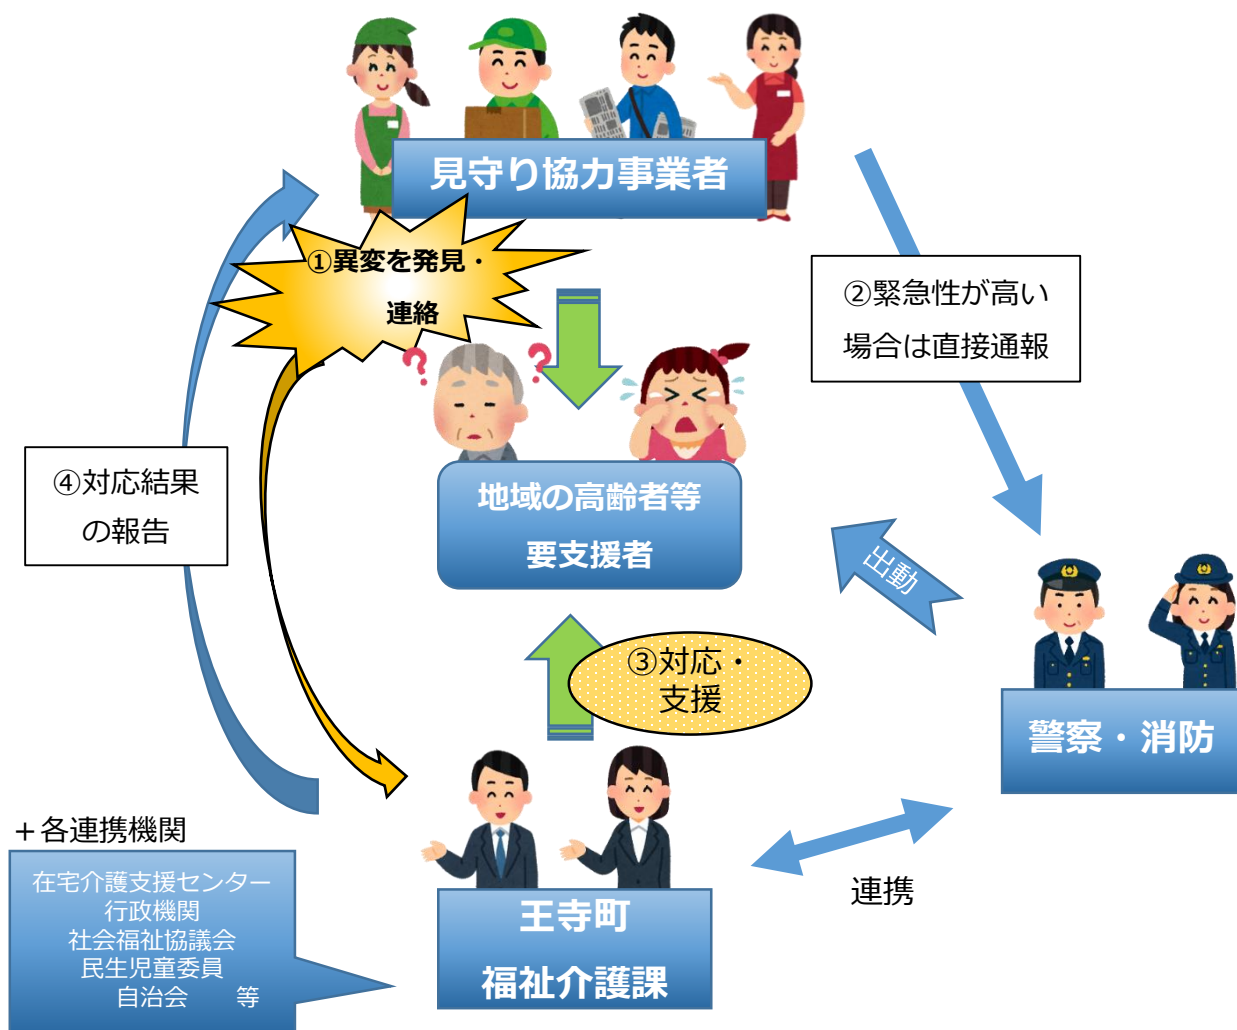 見守り協力事業者
①異変を発見・
連絡
②緊急性が高い
場合は直接通報
? ?
地域の高齢者等
要支援者
④対応結果
の報告
出動
③対応・
支援
警察・消防
+各連携機関
在宅介護支援センター
行政機関
社会福祉協議会
民生児童委員
自治会　　等
連携
王寺町
福祉介護課